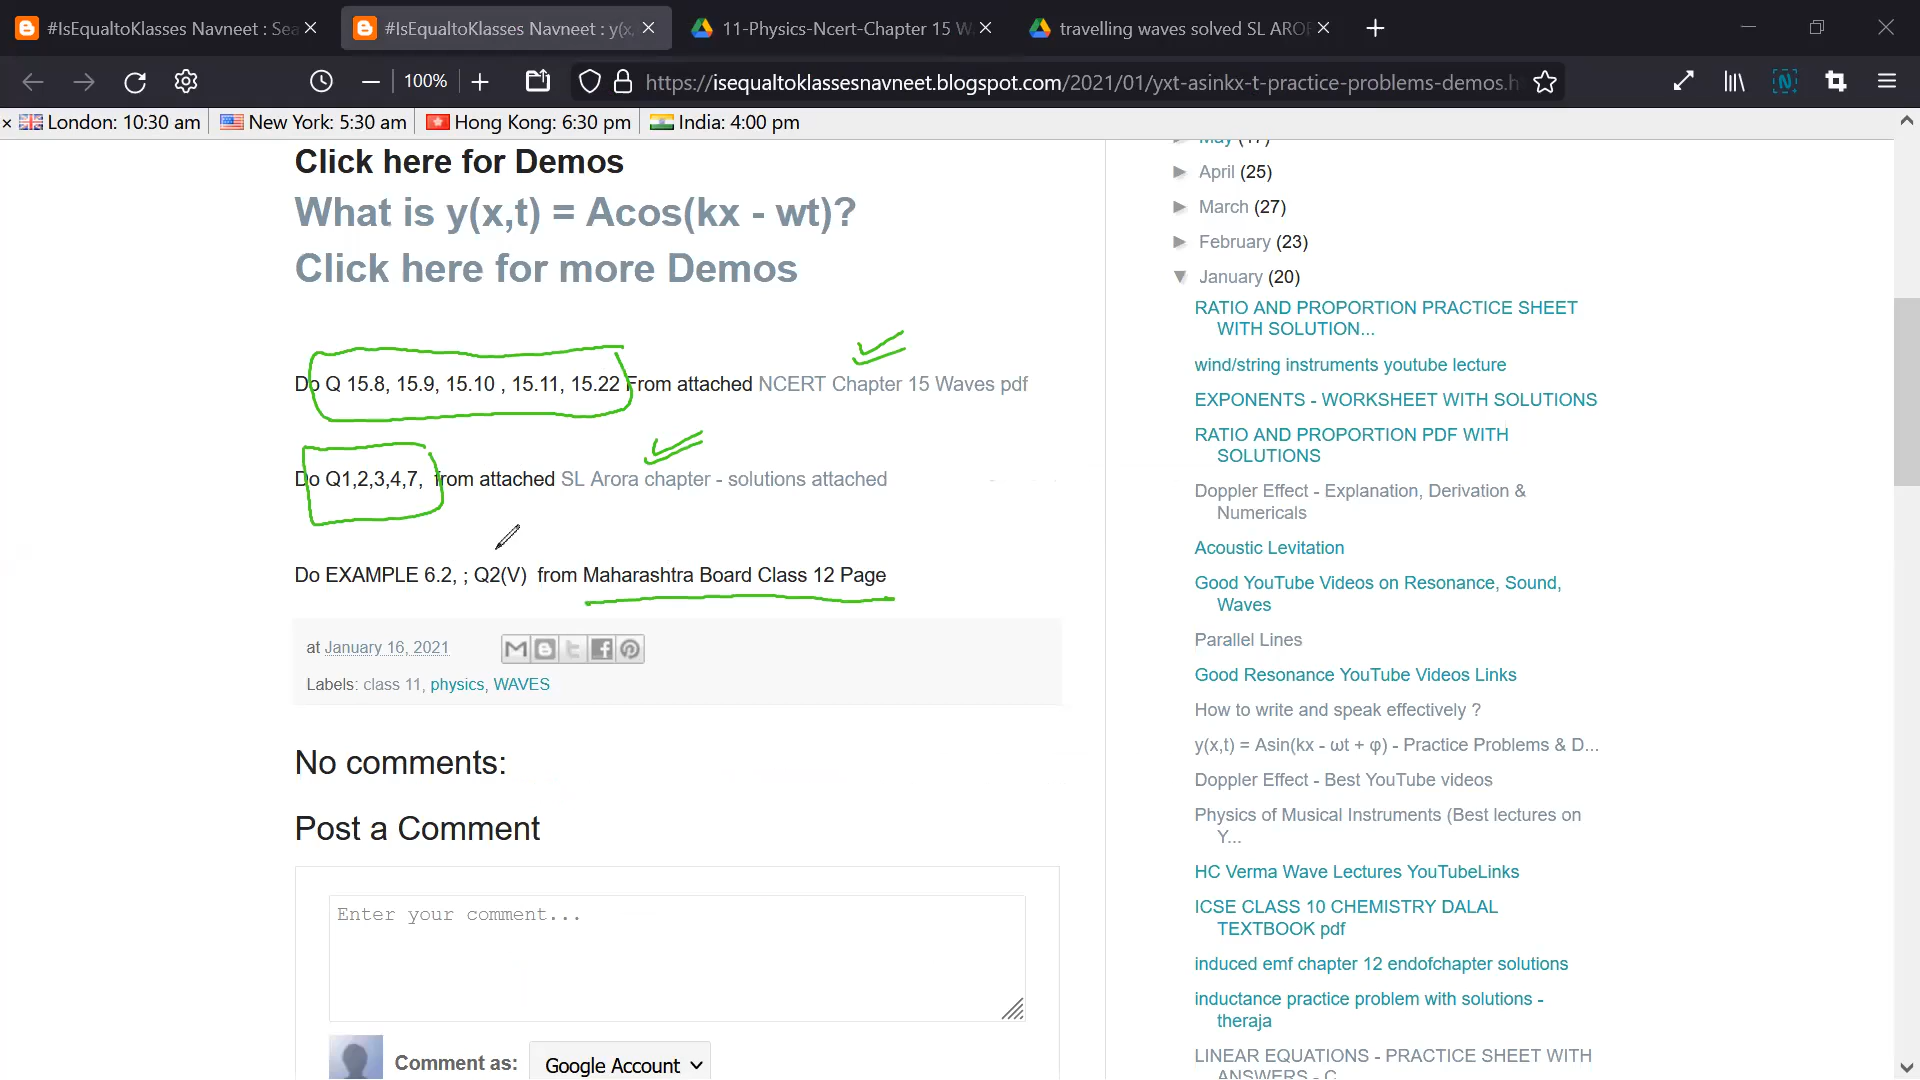 #IsEqualtoKlasses Navneet : Sea
#IsEqualtoKlasses Navneet : y(x,
11-Physics-Ncert-Chapter 15 W
travelling waves solved SL AROR
100%
https://isequaltoklassesnavneet.blogspot.com/2021/01/yxt-asinkx-t-practice-problems-demos.h
London: 10:30 am
New York: 5:30 am
Hong Kong: 6:30 pm
India: 4:00 pm
Click here for Demos
What is y(x,t) = Acos(kx - wt)?
Click here for more Demos
Do Q 15.8, 15.9, 15.10 , 15.11, 15.22 From attached NCERT Chapter 15 Waves pdf
Do Q1,2,3,4,7, from attached SL Arora chapter - solutions attached
Do EXAMPLE 6.2, ; Q2(V) from Maharashtra Board Class 12 Page
at January 16, 2021
Labels: class 11, physics, WAVES
No comments:
Post a Comment
Enter your comment...
Comment as: Google Account
May (17)
April (25)
March (27)
February (23)
January (20)
RATIO AND PROPORTION PRACTICE SHEET
WITH SOLUTION...
wind/string instruments youtube lecture
EXPONENTS - WORKSHEET WITH SOLUTIONS
RATIO AND PROPORTION PDF WITH
SOLUTIONS
Doppler Effect - Explanation, Derivation &
Numericals
Acoustic Levitation
Good YouTube Videos on Resonance, Sound,
Waves
Parallel Lines
Good Resonance YouTube Videos Links
How to write and speak effectively ?
y(x,t) = Asin(kx - ωt + φ) - Practice Problems & D...
Doppler Effect - Best YouTube videos
Physics of Musical Instruments (Best lectures on
Y...
HC Verma Wave Lectures YouTubeLinks
ICSE CLASS 10 CHEMISTRY DALAL
TEXTBOOK pdf
induced emf chapter 12 endofchapter solutions
inductance practice problem with solutions -
theraja
LINEAR EQUATIONS - PRACTICE SHEET WITH
ANSWERS - C